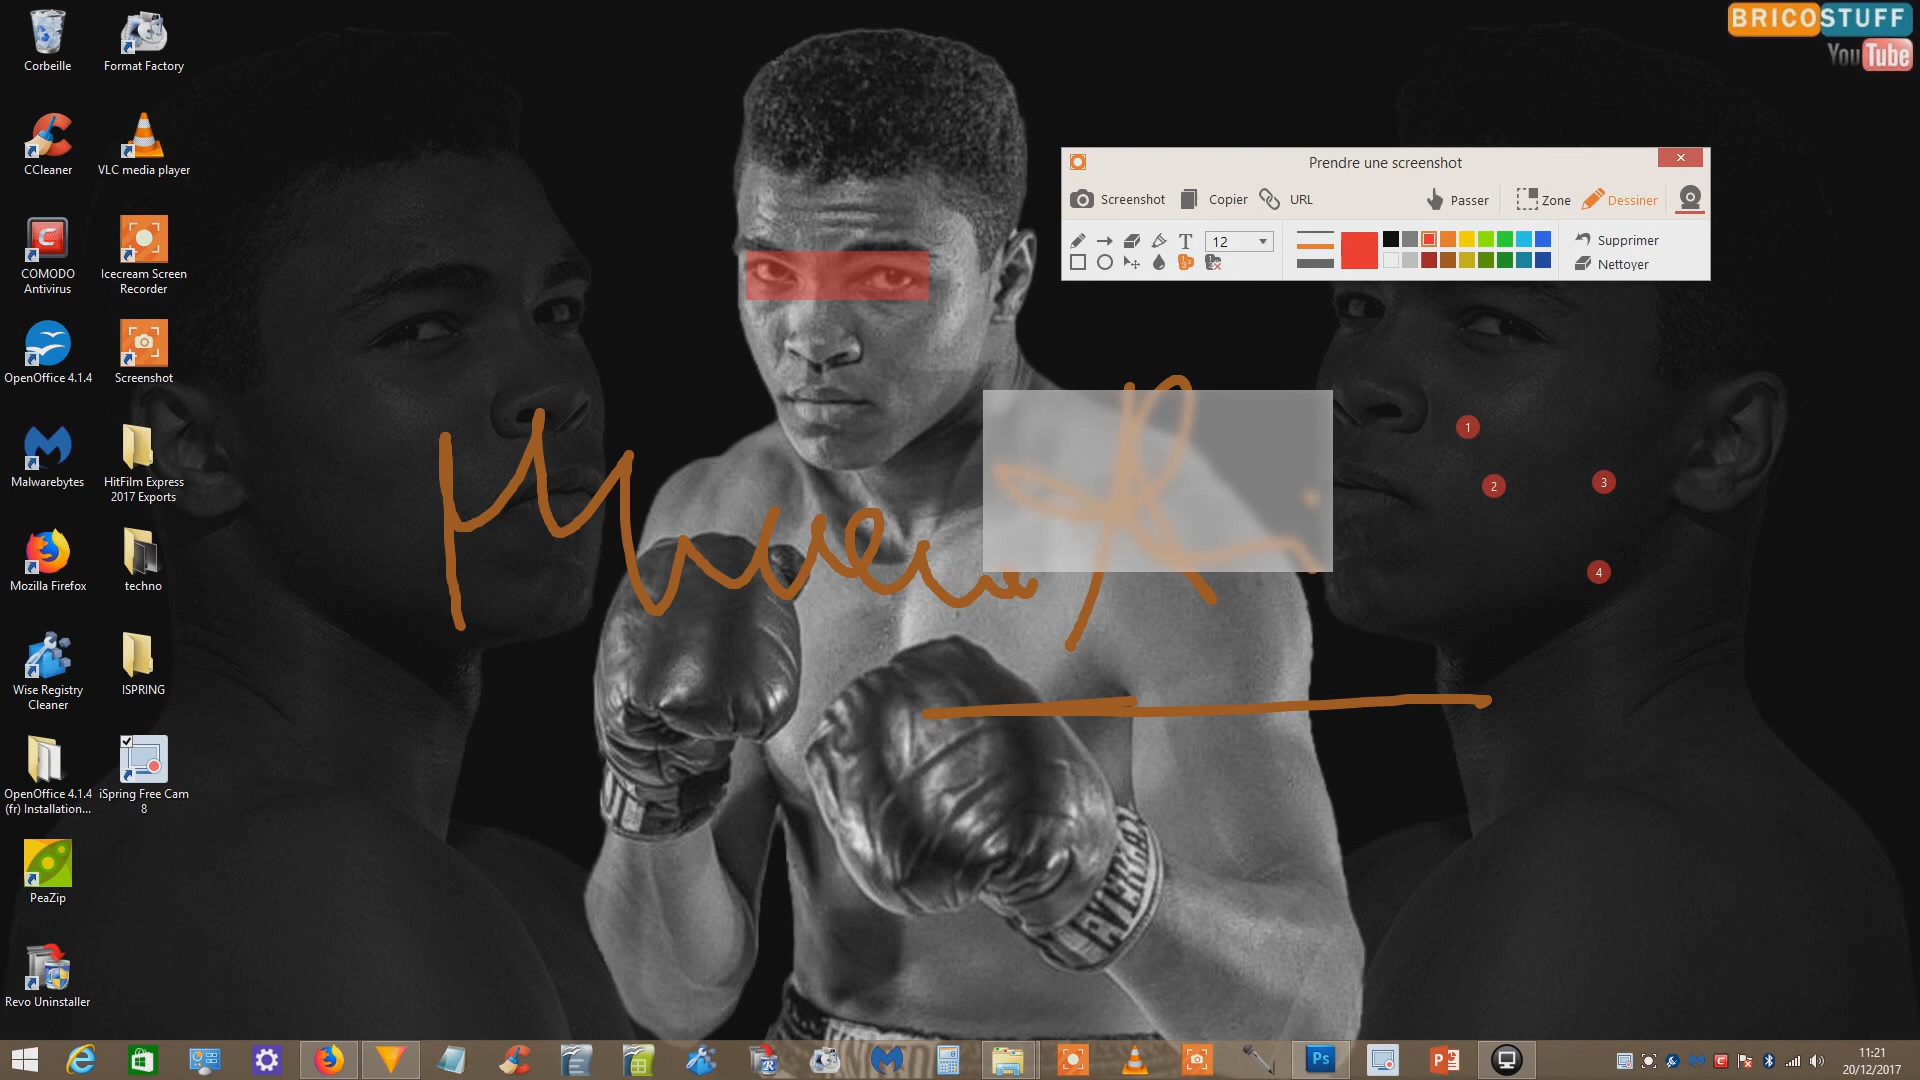 BRICOSTUFF
YouTube
Corbeille
Format Factory
CCleaner
VLC media player
COMODO
Antivirus
Icecream Screen
Recorder
OpenOffice 4.1.4
Screenshot
Malwarebytes
HitFilm Express
2017 Exports
Mozilla Firefox
techno
Wise Registry
Cleaner
ISPRING
OpenOffice 4.1.4
(fr) Installation...
iSpring Free Cam
8
PeaZip
Revo Uninstaller
Prendre une screenshot
Screenshot Copier URL Passer Zone Dessiner
T 12 Supprimer
Nettoyer
1
2
3
4
EVERLA
Ps
11:21
20/12/2017